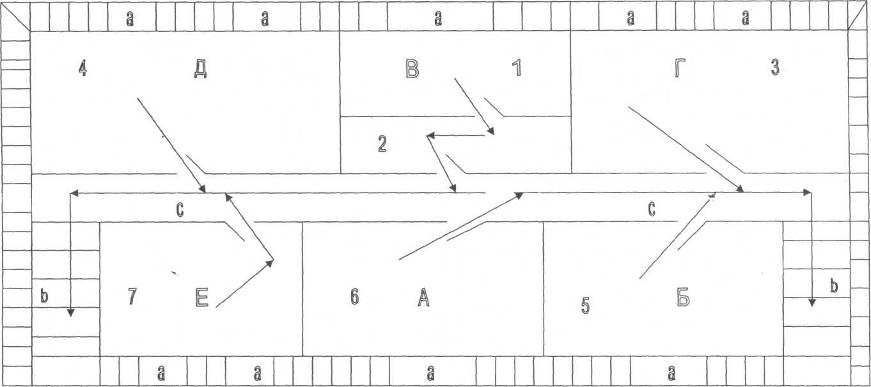 а а а а а
4 Д В 1 Г 3
2
с с
b 7 Е 6 А 5 Б b
а а а а